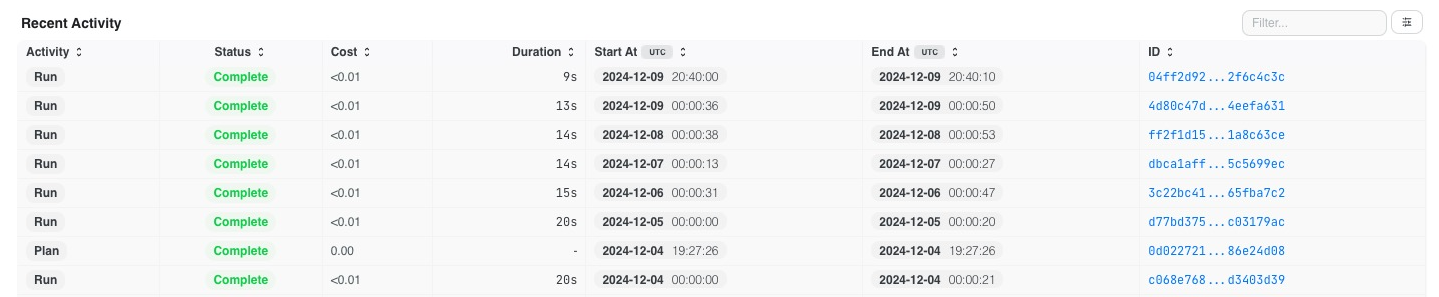 Recent Activity Filter...
Activity Status Cost Duration Start At UTC End At UTC ID
Run Complete <0.01 9s 2024-12-09 20:40:00 2024-12-09 20:40:10 04ff2d92...2f6c4c3c
Run Complete <0.01 13s 2024-12-09 00:00:36 2024-12-09 00:00:50 4d80c47d...4eefa631
Run Complete <0.01 14s 2024-12-08 00:00:38 2024-12-08 00:00:53 ff2f1d15...1a8c63ce
Run Complete <0.01 14s 2024-12-07 00:00:13 2024-12-07 00:00:27 dbca1aff...5c5699ec
Run Complete <0.01 15s 2024-12-06 00:00:31 2024-12-06 00:00:47 3c22bc41...65fba7c2
Run Complete <0.01 20s 2024-12-05 00:00:00 2024-12-05 00:00:20 d77bd375...c03179ac
Plan Complete 0.00 - 2024-12-04 19:27:26 2024-12-04 19:27:26 0d022721...86e24d08
Run Complete <0.01 20s 2024-12-04 00:00:00 2024-12-04 00:00:21 c068e768...d3403d39